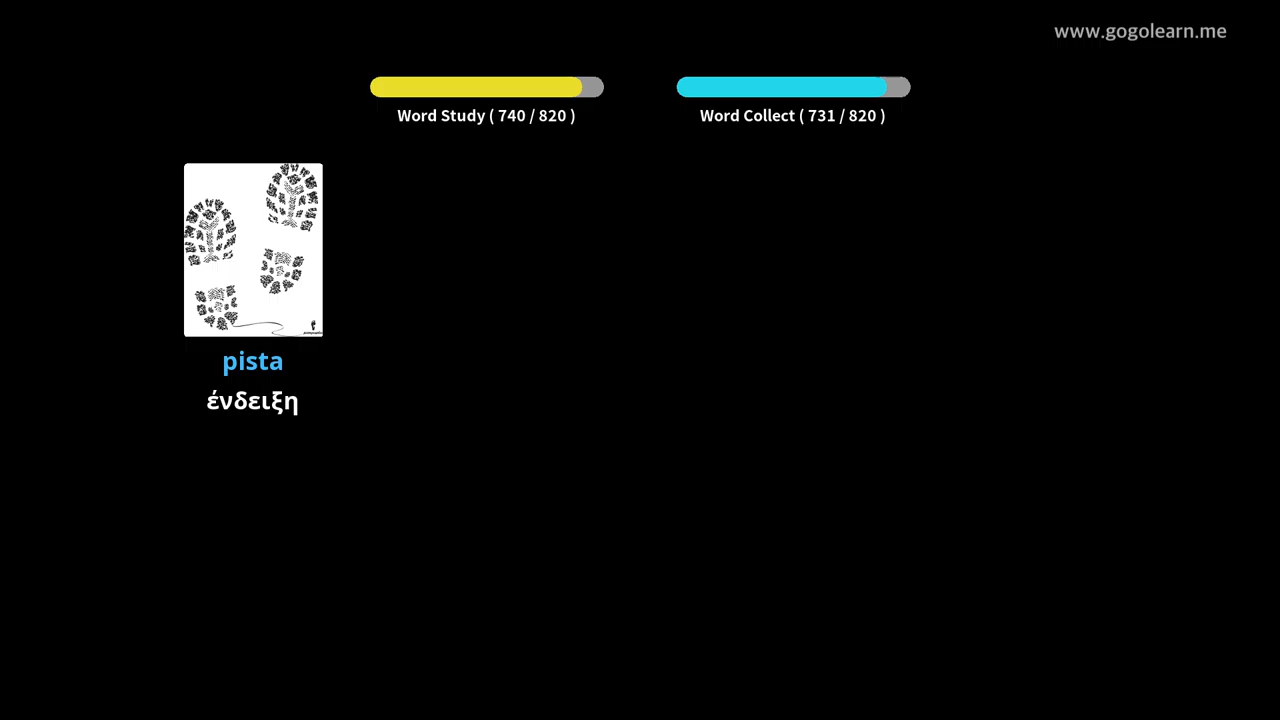 www.gogolearn.me
Word Study ( 740 / 820 )
Word Collect ( 731 / 820 )
pista
ένδειξη